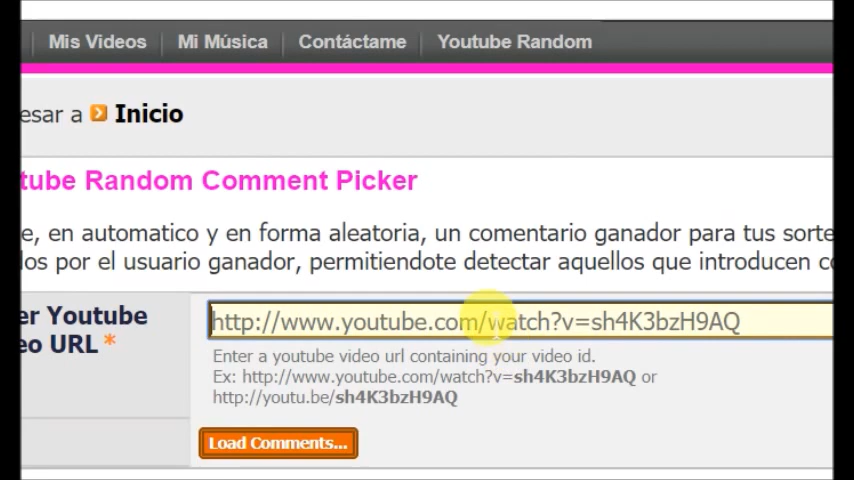 Mis Videos Mi Música Contáctame Youtube Random
esar a Inicio
tube Random Comment Picker
e, en automatico y en forma aleatoria, un comentario ganador para tus sorte
los por el usuario ganador, permitiendote detectar aquellos que introducen co
er Youtube
eo URL *
http://www.youtube.com/watch?v=sh4K3bzH9AQ
Enter a youtube video url containing your video id.
Ex: http://www.youtube.com/watch?v=sh4K3bzH9AQ or
http://youtu.be/sh4K3bzH9AQ
Load Comments...